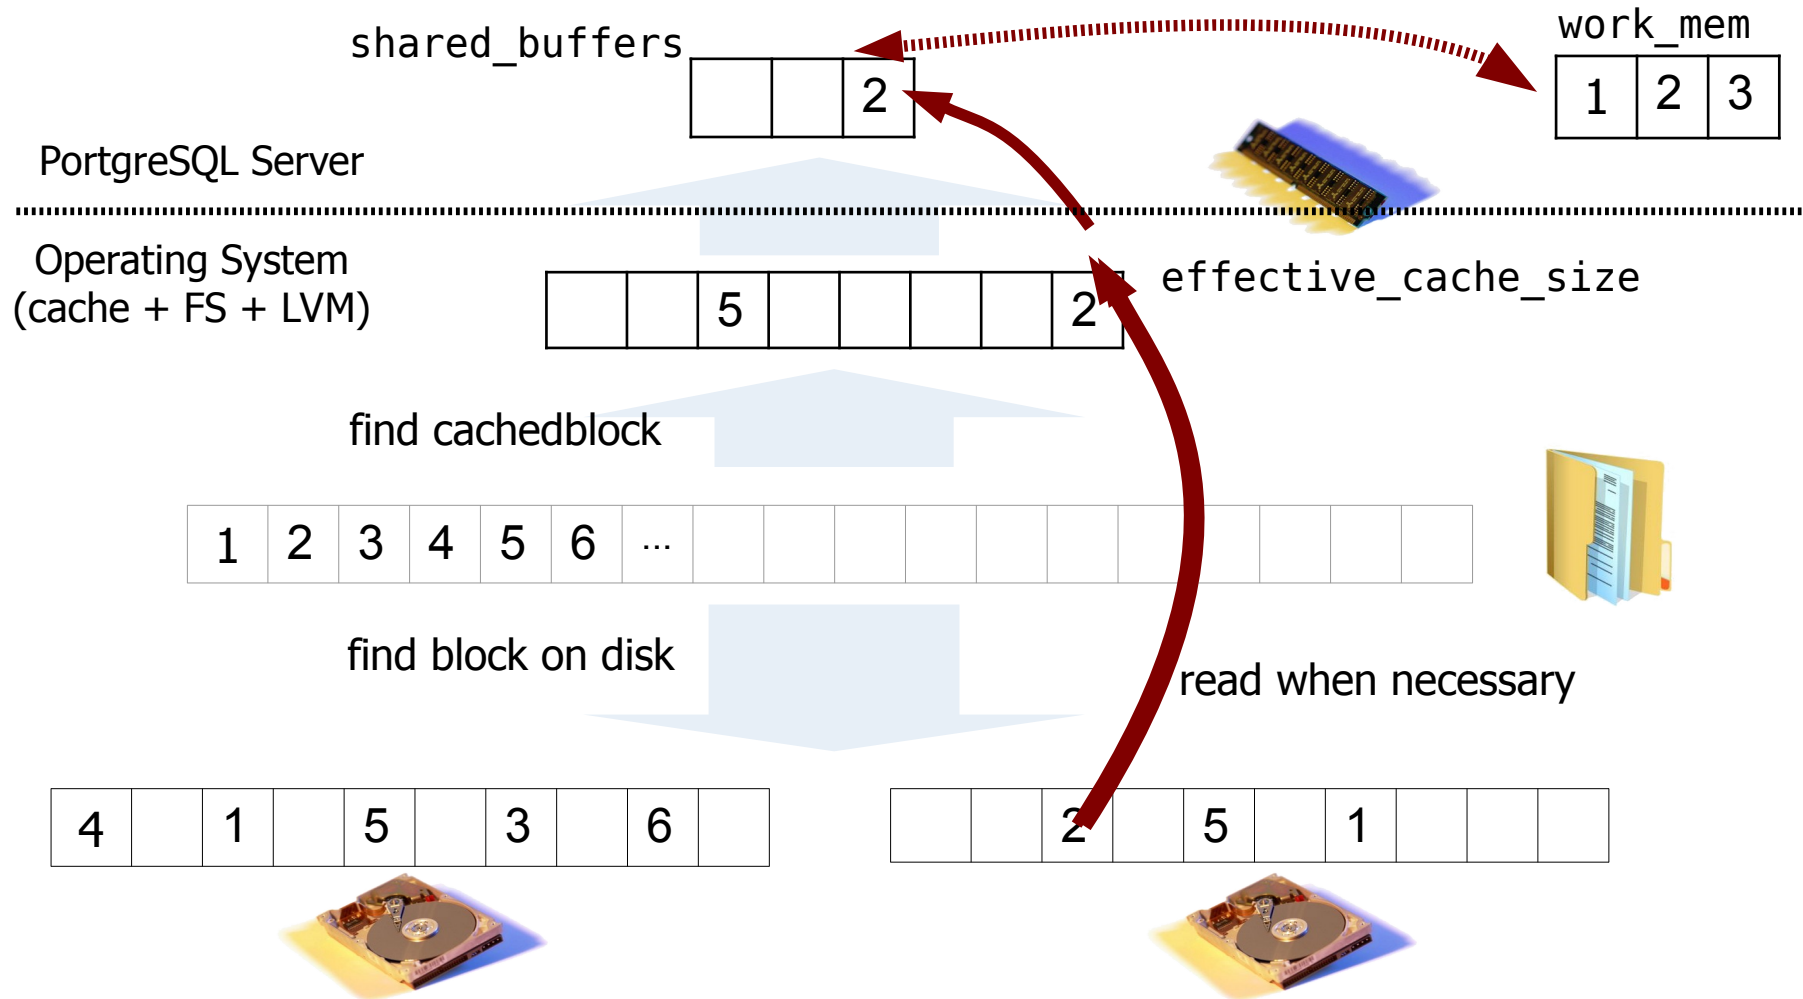 shared_buffers
work_mem
2
1 2 3
PortgreSQL Server
Operating System
(cache + FS + LVM)
effective_cache_size
5 2
find cachedblock
1 2 3 4 5 6 ...
find block on disk
read when necessary
4 1 5 3 6
2 5 1